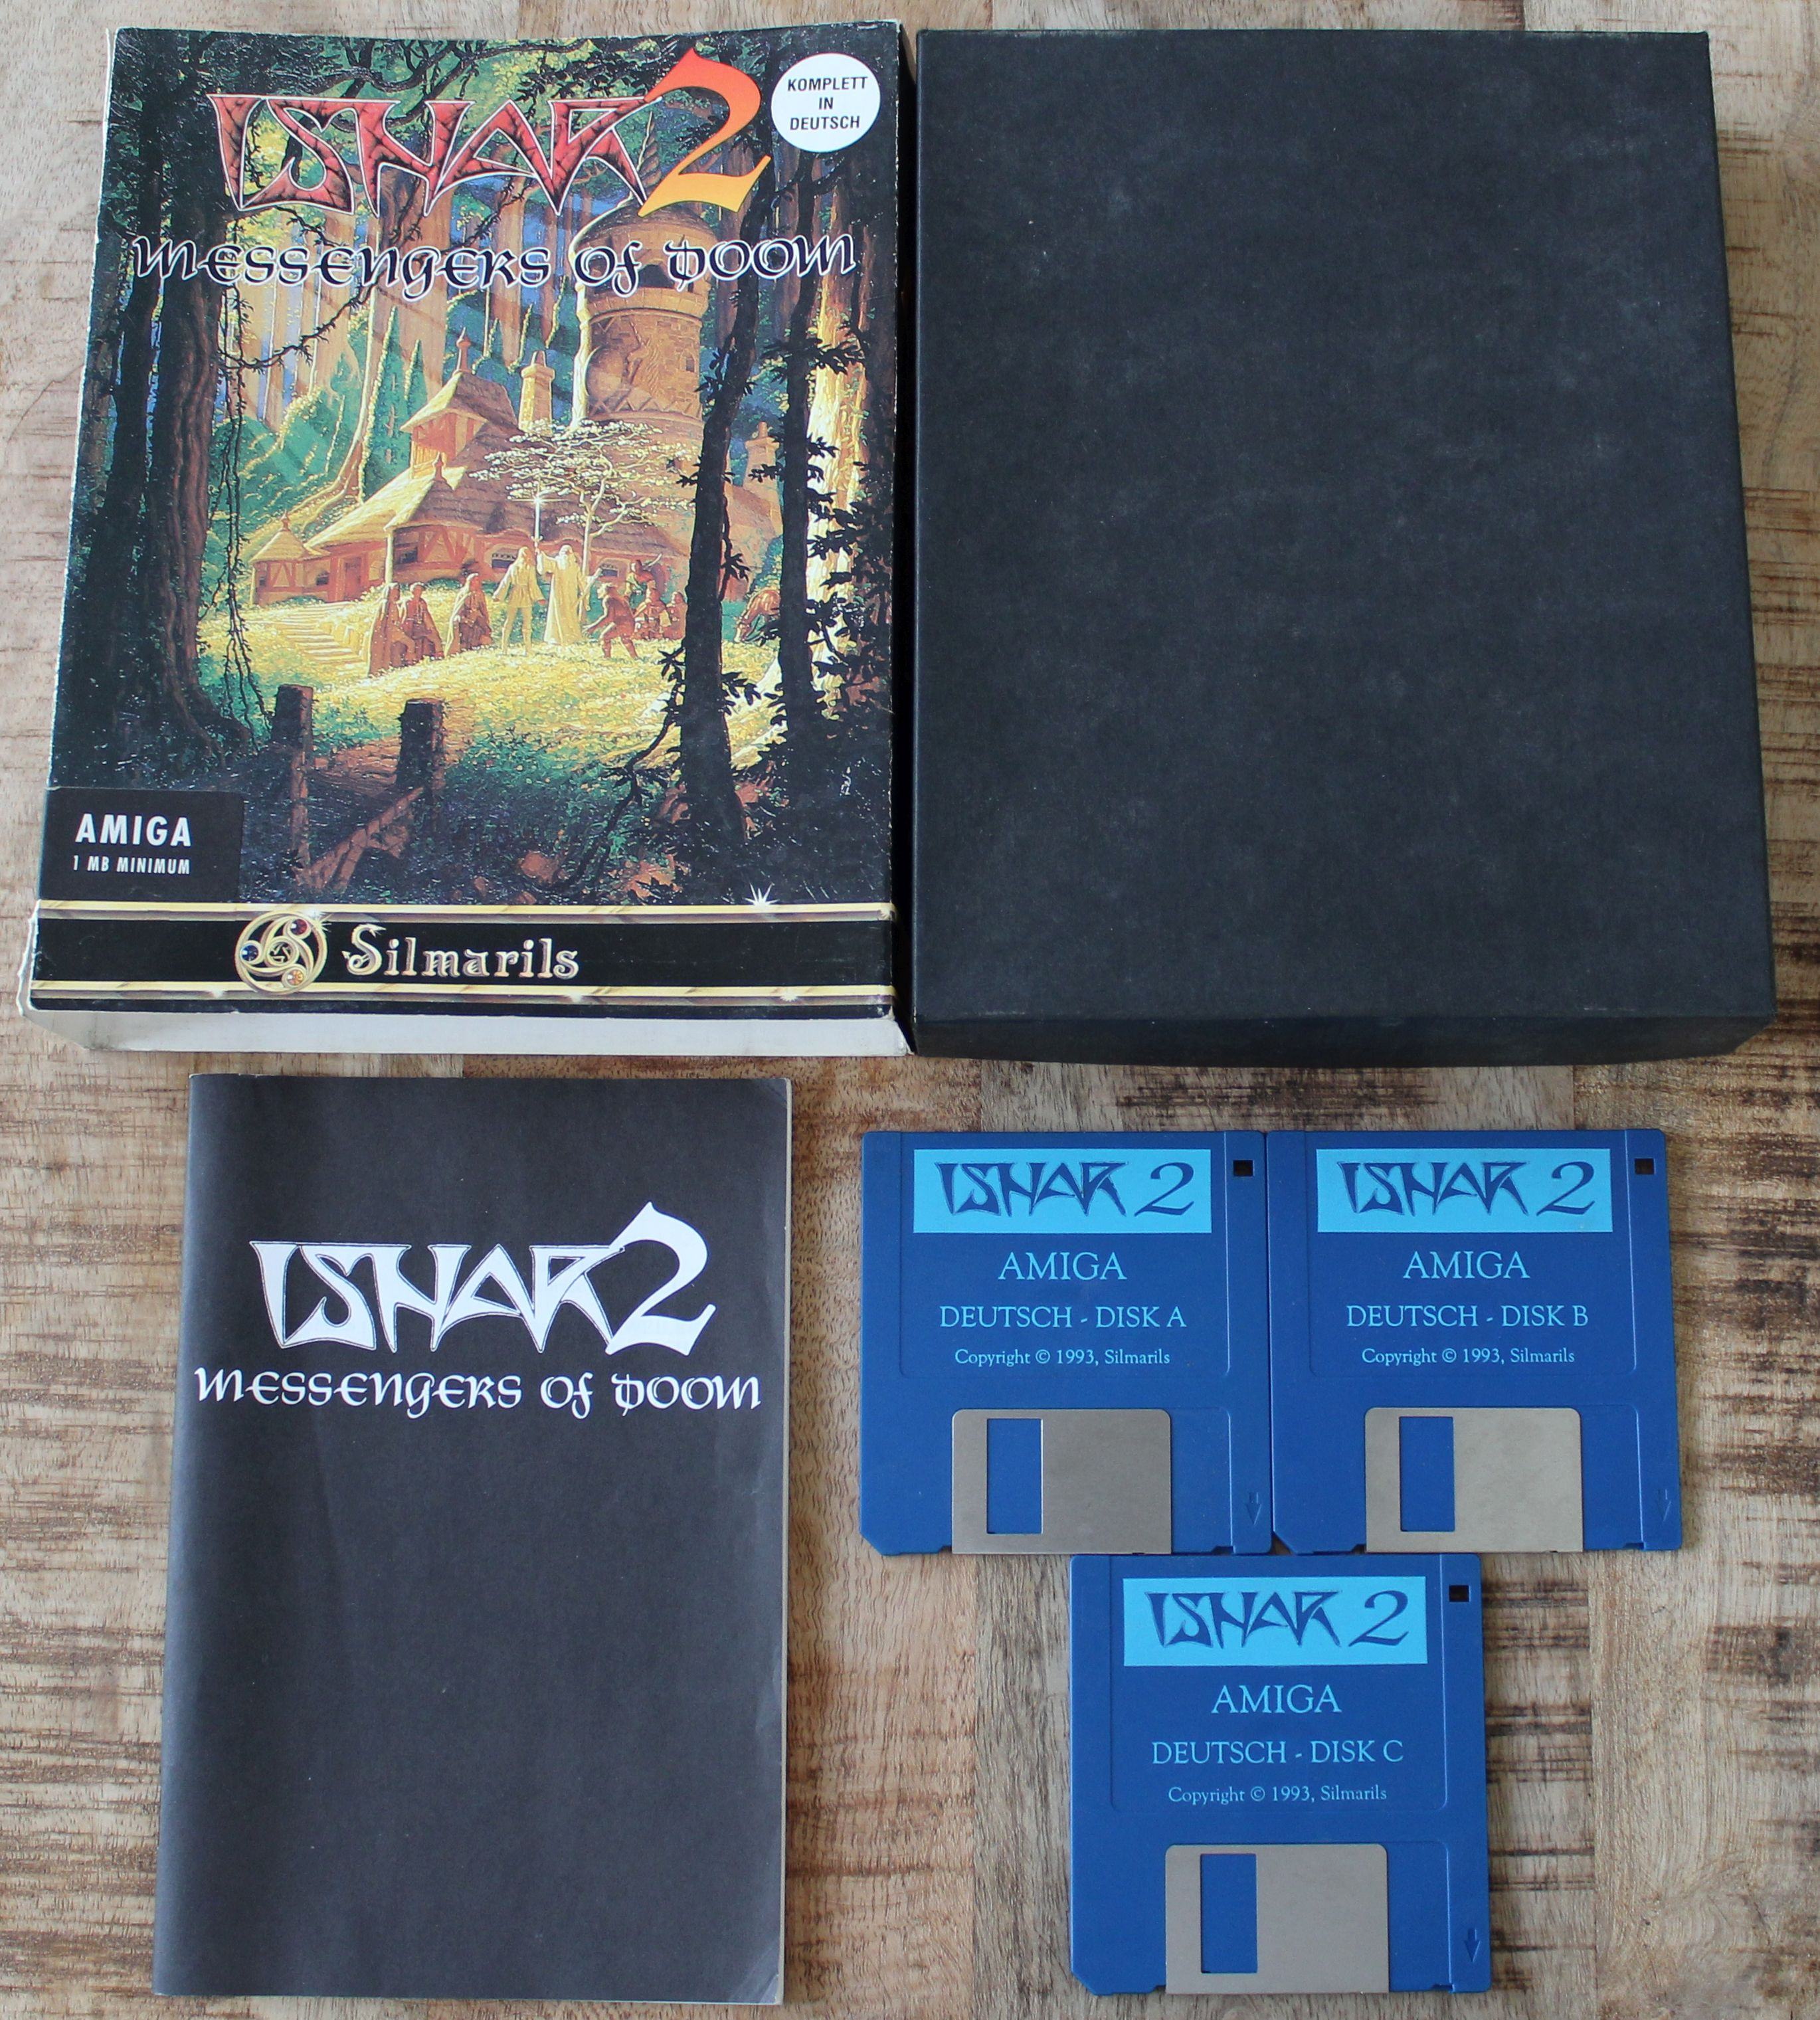 ISHAR 2
KOMPLETT
IN
DEUTSCH
MESSENGERS OF DOOM
AMIGA
1 MB MINIMUM
Silmarils
ISHAR 2
MESSENGERS OF DOOM
ISHAR 2
AMIGA
DEUTSCH - DISK A
Copyright © 1993, Silmarils
ISHAR 2
AMIGA
DEUTSCH - DISK B
Copyright © 1993, Silmarils
ISHAR 2
AMIGA
DEUTSCH - DISK C
Copyright © 1993, Silmarils